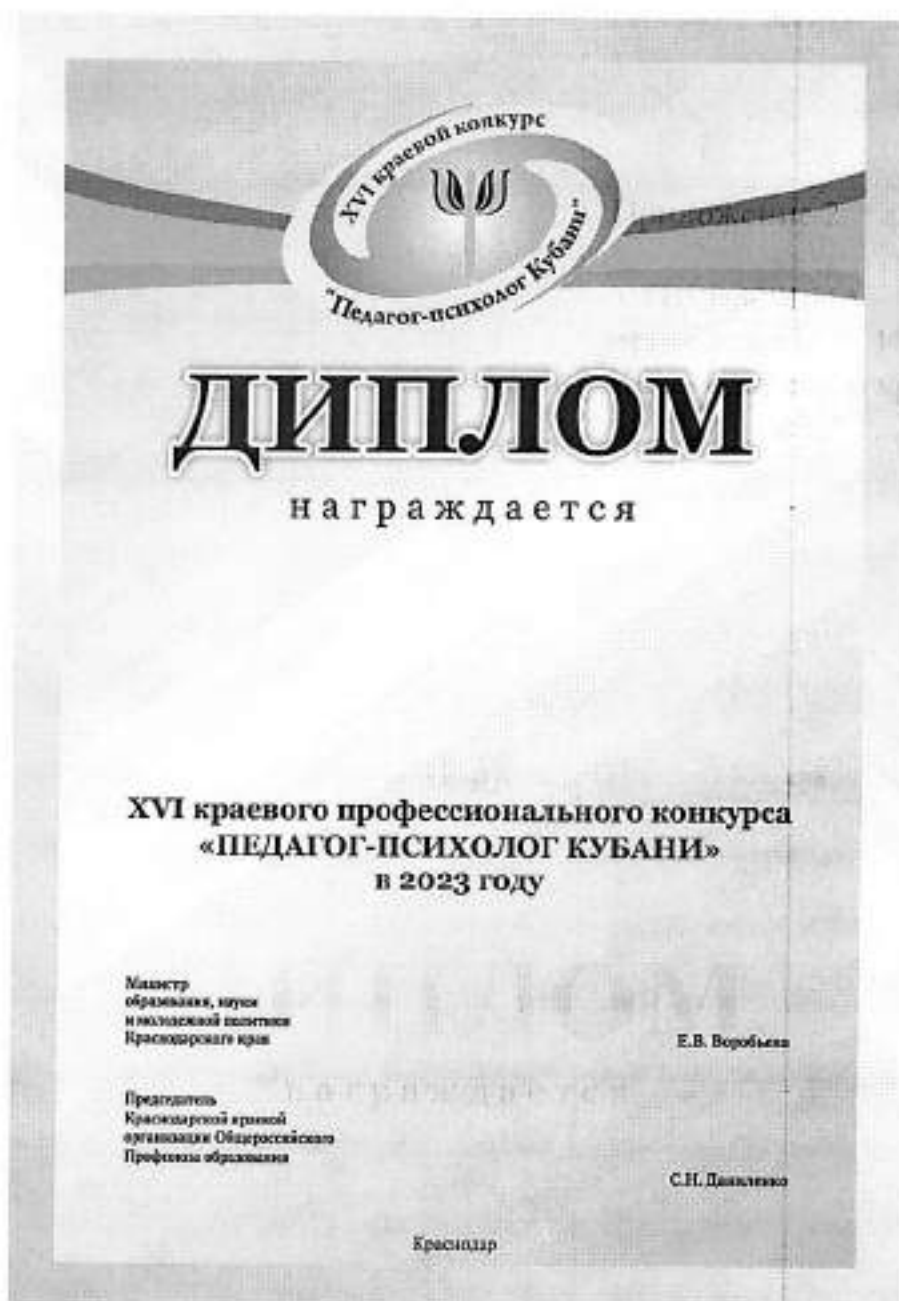 XVI краевой конкурс
"Педагог-психолог Кубани"
ДИПЛОМ
награждается
XVI краевого профессионального конкурса
«ПЕДАГОГ-ПСИХОЛОГ КУБАНИ»
в 2023 году
Министр
образования, науки
и молодежной политики
Краснодарского края
Е.В. Воробьева
Председатель
Краснодарской краевой
организации Общероссийского
Профсоюза образования
С.Н. Даниленко
Краснодар